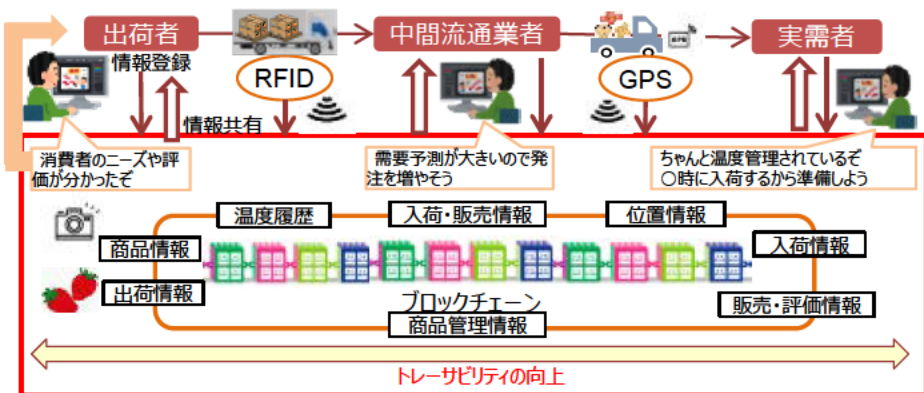 出荷者
中間流通業者
実需者
情報登録
RFID
GPS
情報共有
消費者のニーズや評
価が分かったぞ
需要予測が大きいので発
注を増やそう
ちゃんと温度管理されているぞ
〇時に入荷するから準備しよう
温度履歴
入荷・販売情報
位置情報
商品情報
入荷情報
出荷情報
ブロックチェーン
販売・評価情報
商品管理情報
トレーサビリティの向上